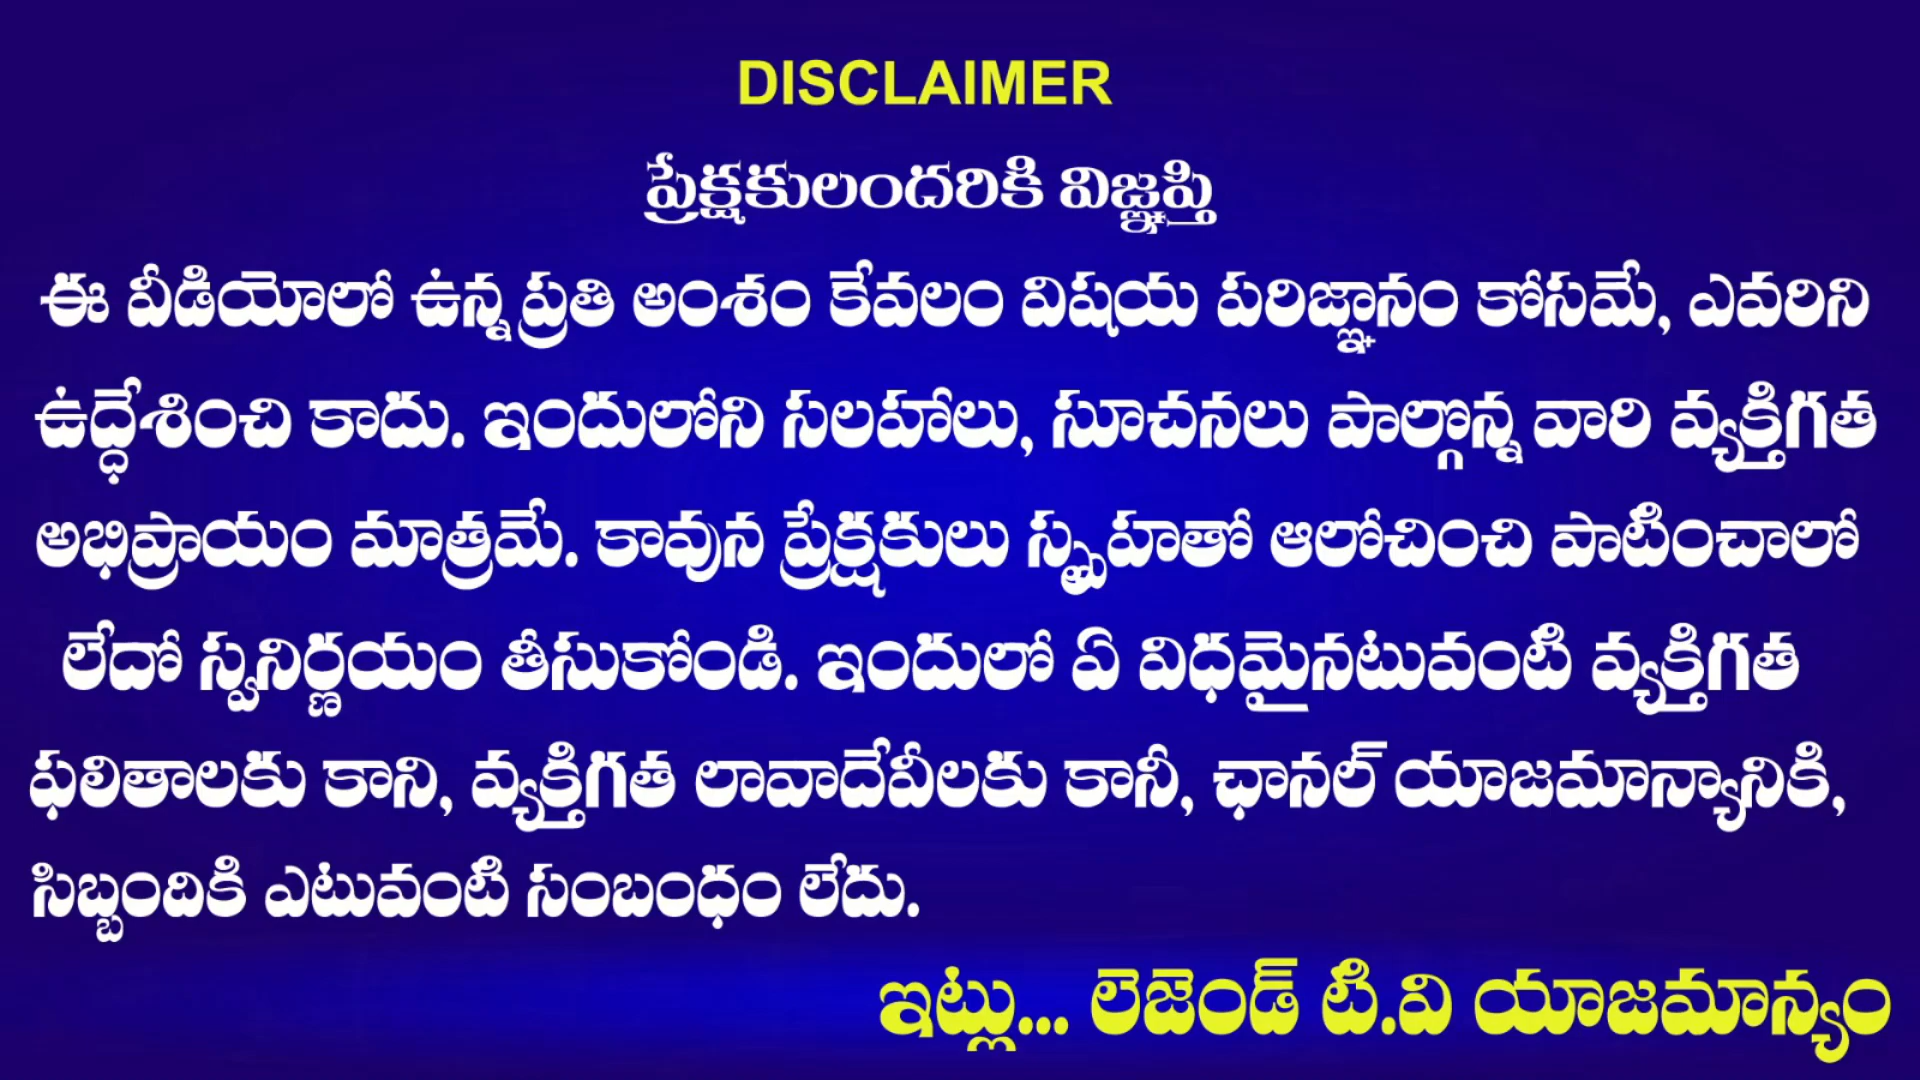 DISCLAIMER
ప్రేక్షకులందరికి విజ్ఞప్తి
ఈ వీడియోలో ఉన్న ప్రతి అంశం కేవలం విషయ పరిజ్ఞానం కోసమే, ఎవరిని
ఉద్ధేశించి కాదు. ఇందులోని సలహాలు, సూచనలు పాల్గొన్న వారి వ్యక్తిగత
అభిప్రాయం మాత్రమే. కావున ప్రేక్షకులు స్పృహతో ఆలోచించి పాటించాలో
లేదో స్వనిర్ణయం తీసుకోండి. ఇందులో ఏ విధమైనటువంటి వ్యక్తిగత
ఫలితాలకు కాని, వ్యక్తిగత లావాదేవీలకు కానీ, ఛానల్ యాజమాన్యానికి,
సిబ్బందికి ఎటువంటి సంబంధం లేదు.
ఇట్లు... లెజెండ్ టి.వి యాజమాన్యం